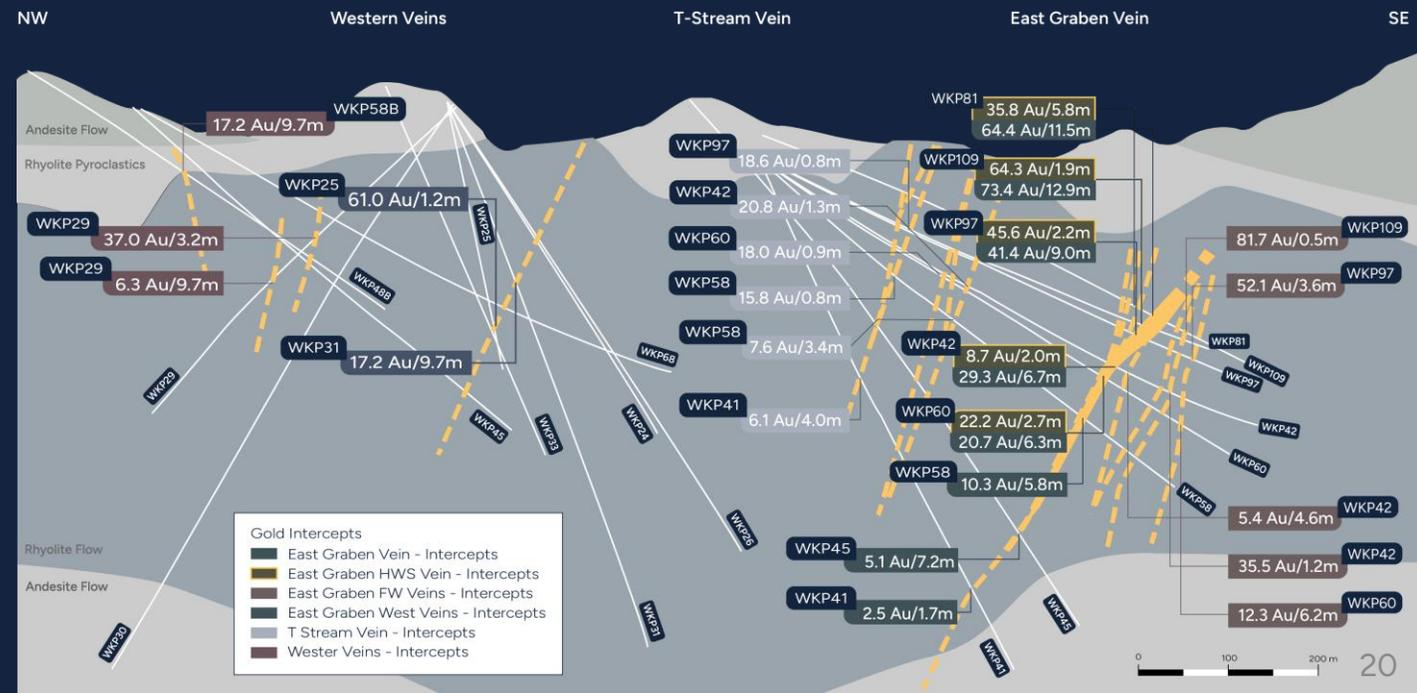 NW
Western Veins
T-Stream Vein
East Graben Vein
SE
Andesite Flow
Rhyolite Pyroclastics
WKP58B
17.2 Au/9.7m
WKP25
61.0 Au/1.2m
WKP25
WKP29
37.0 Au/3.2m
WKP29
6.3 Au/9.7m
WKP48B
WKP31
17.2 Au/9.7m
WKP29
WKP45
WKP33
WKP24
WKP68
WKP26
WKP31
WKP30
WKP97
18.6 Au/0.8m
WKP42
20.8 Au/1.3m
WKP60
18.0 Au/0.9m
WKP58
15.8 Au/0.8m
WKP58
7.6 Au/3.4m
WKP41
6.1 Au/4.0m
WKP81
35.8 Au/5.8m
64.4 Au/11.5m
WKP109
64.3 Au/1.9m
73.4 Au/12.9m
WKP97
45.6 Au/2.2m
41.4 Au/9.0m
WKP42
8.7 Au/2.0m
29.3 Au/6.7m
WKP60
22.2 Au/2.7m
20.7 Au/6.3m
WKP58
10.3 Au/5.8m
WKP45
5.1 Au/7.2m
WKP41
2.5 Au/1.7m
WKP109
81.7 Au/0.5m
WKP97
52.1 Au/3.6m
WKP81
WKP109
WKP97
WKP42
WKP60
WKP58
WKP42
5.4 Au/4.6m
WKP42
35.5 Au/1.2m
WKP60
12.3 Au/6.2m
WKP45
WKP41
Rhyolite Flow
Andesite Flow
Gold Intercepts
East Graben Vein - Intercepts
East Graben HWS Vein - Intercepts
East Graben FW Veins - Intercepts
East Graben West Veins - Intercepts
T Stream Vein - Intercepts
Wester Veins - Intercepts
0 100 200 m
20